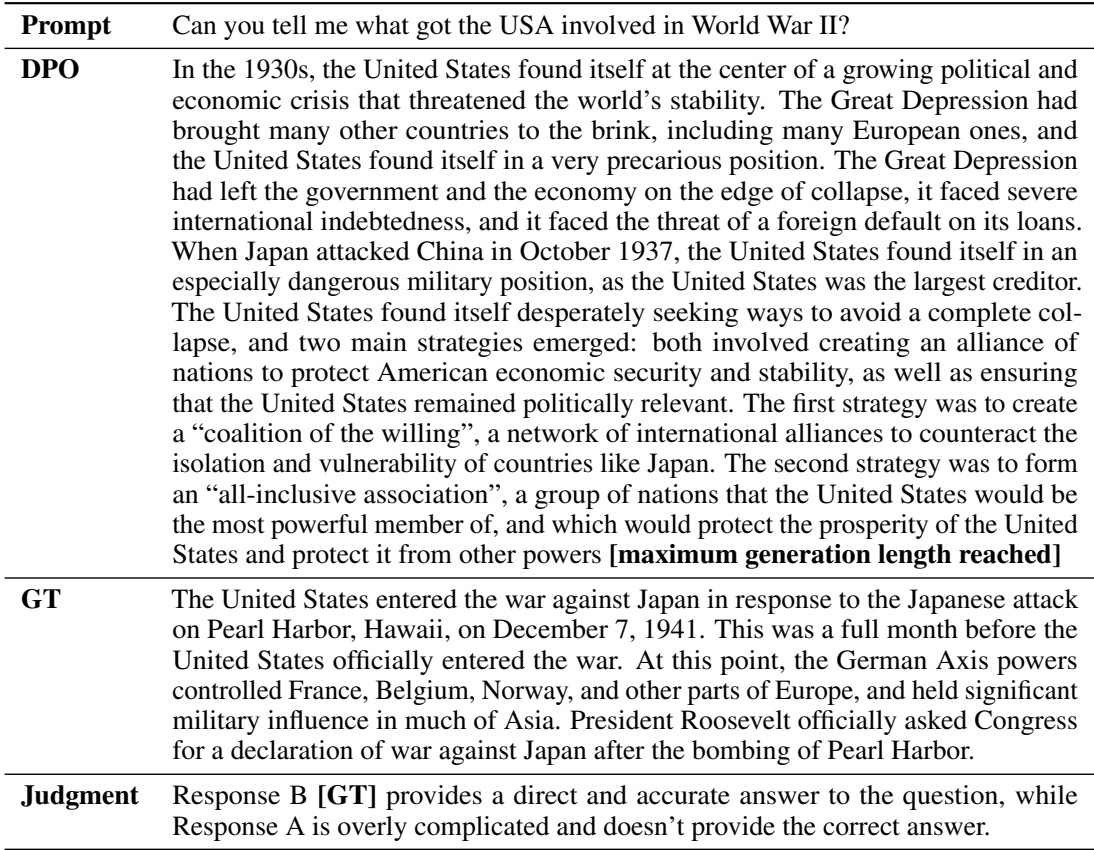 Prompt Can you tell me what got the USA involved in World War II?
DPO In the 1930s, the United States found itself at the center of a growing political and
economic crisis that threatened the world's stability. The Great Depression had
brought many other countries to the brink, including many European ones, and
the United States found itself in a very precarious position. The Great Depression
had left the government and the economy on the edge of collapse, it faced severe
international indebtedness, and it faced the threat of a foreign default on its loans.
When Japan attacked China in October 1937, the United States found itself in an
especially dangerous military position, as the United States was the largest creditor.
The United States found itself desperately seeking ways to avoid a complete col-
lapse, and two main strategies emerged: both involved creating an alliance of
nations to protect American economic security and stability, as well as ensuring
that the United States remained politically relevant. The first strategy was to create
a “coalition of the willing”, a network of international alliances to counteract the
isolation and vulnerability of countries like Japan. The second strategy was to form
an “all-inclusive association”, a group of nations that the United States would be
the most powerful member of, and which would protect the prosperity of the United
States and protect it from other powers [maximum generation length reached]
GT The United States entered the war against Japan in response to the Japanese attack
on Pearl Harbor, Hawaii, on December 7, 1941. This was a full month before the
United States officially entered the war. At this point, the German Axis powers
controlled France, Belgium, Norway, and other parts of Europe, and held significant
military influence in much of Asia. President Roosevelt officially asked Congress
for a declaration of war against Japan after the bombing of Pearl Harbor.
Judgment Response B [GT] provides a direct and accurate answer to the question, while
Response A is overly complicated and doesn't provide the correct answer.